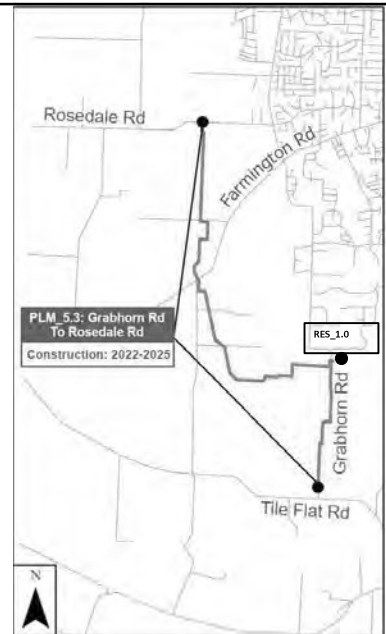 Rosedale Rd
Farmington Rd
PLM_5.3: Grabhorn Rd
To Rosedale Rd
Construction: 2022-2025
RES_1.0
Grabhorn Rd
Tile Flat Rd
N